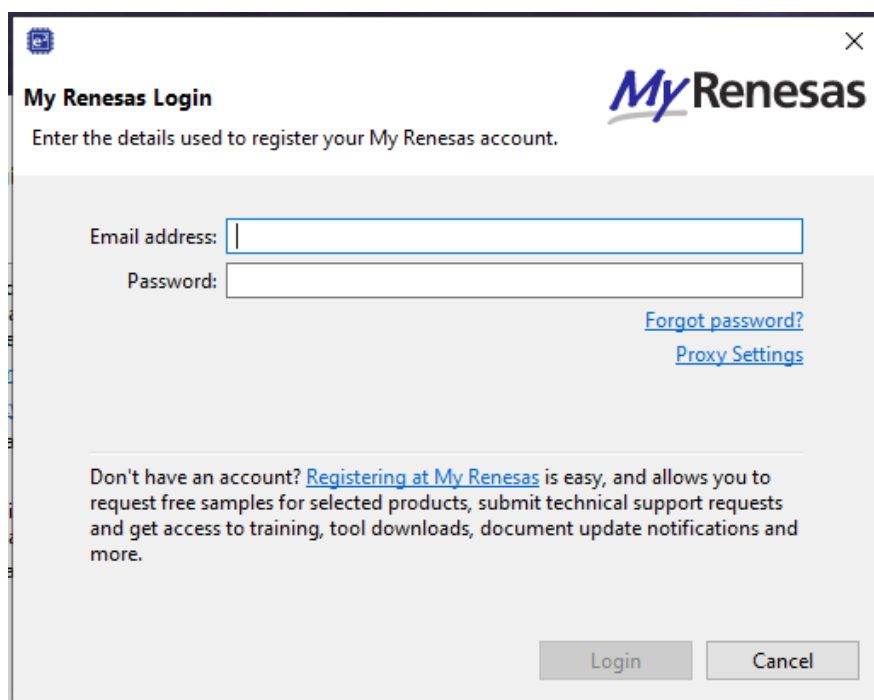 e²
My Renesas Login
MyRenesas
Enter the details used to register your My Renesas account.
Email address:
Password:
Forgot password?
Proxy Settings
Don't have an account? Registering at My Renesas is easy, and allows you to
request free samples for selected products, submit technical support requests
and get access to training, tool downloads, document update notifications and
more.
Login
Cancel